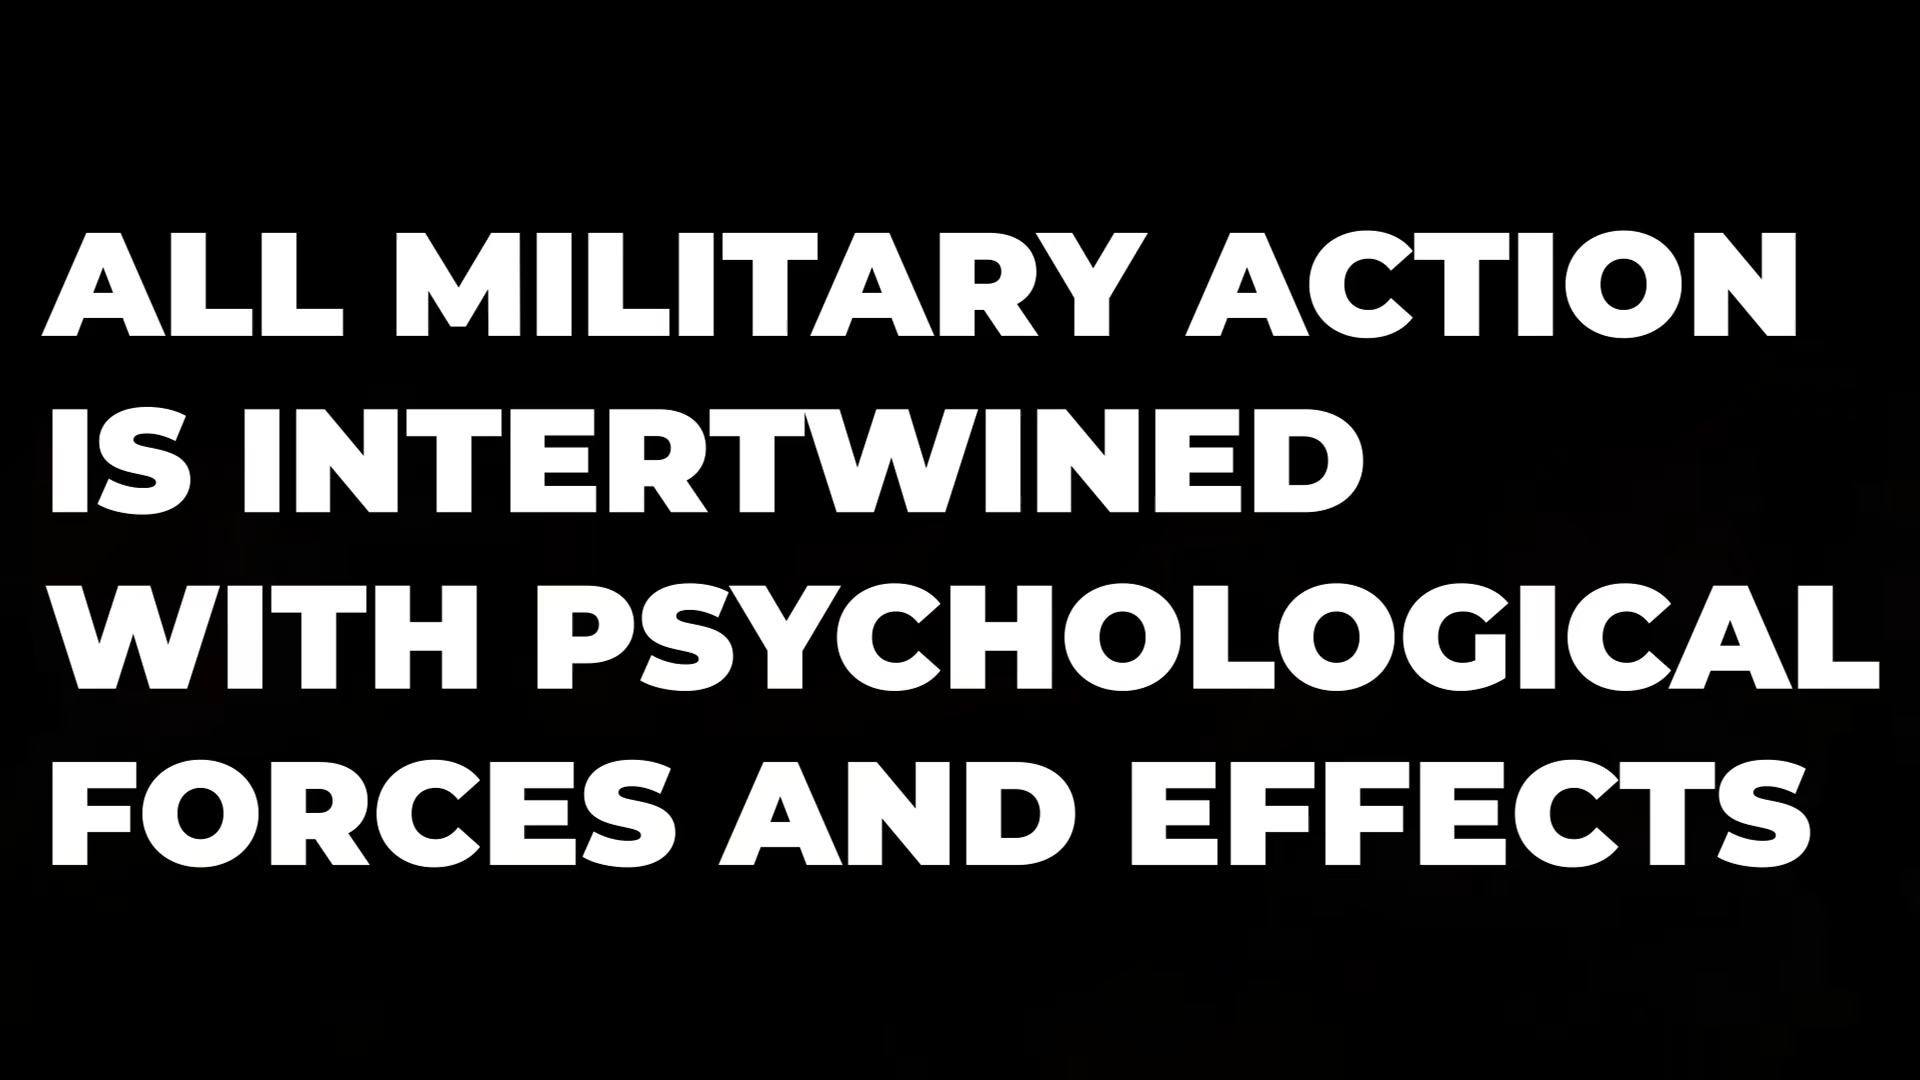 ALL MILITARY ACTION
IS INTERTWINED
WITH PSYCHOLOGICAL
FORCES AND EFFECTS